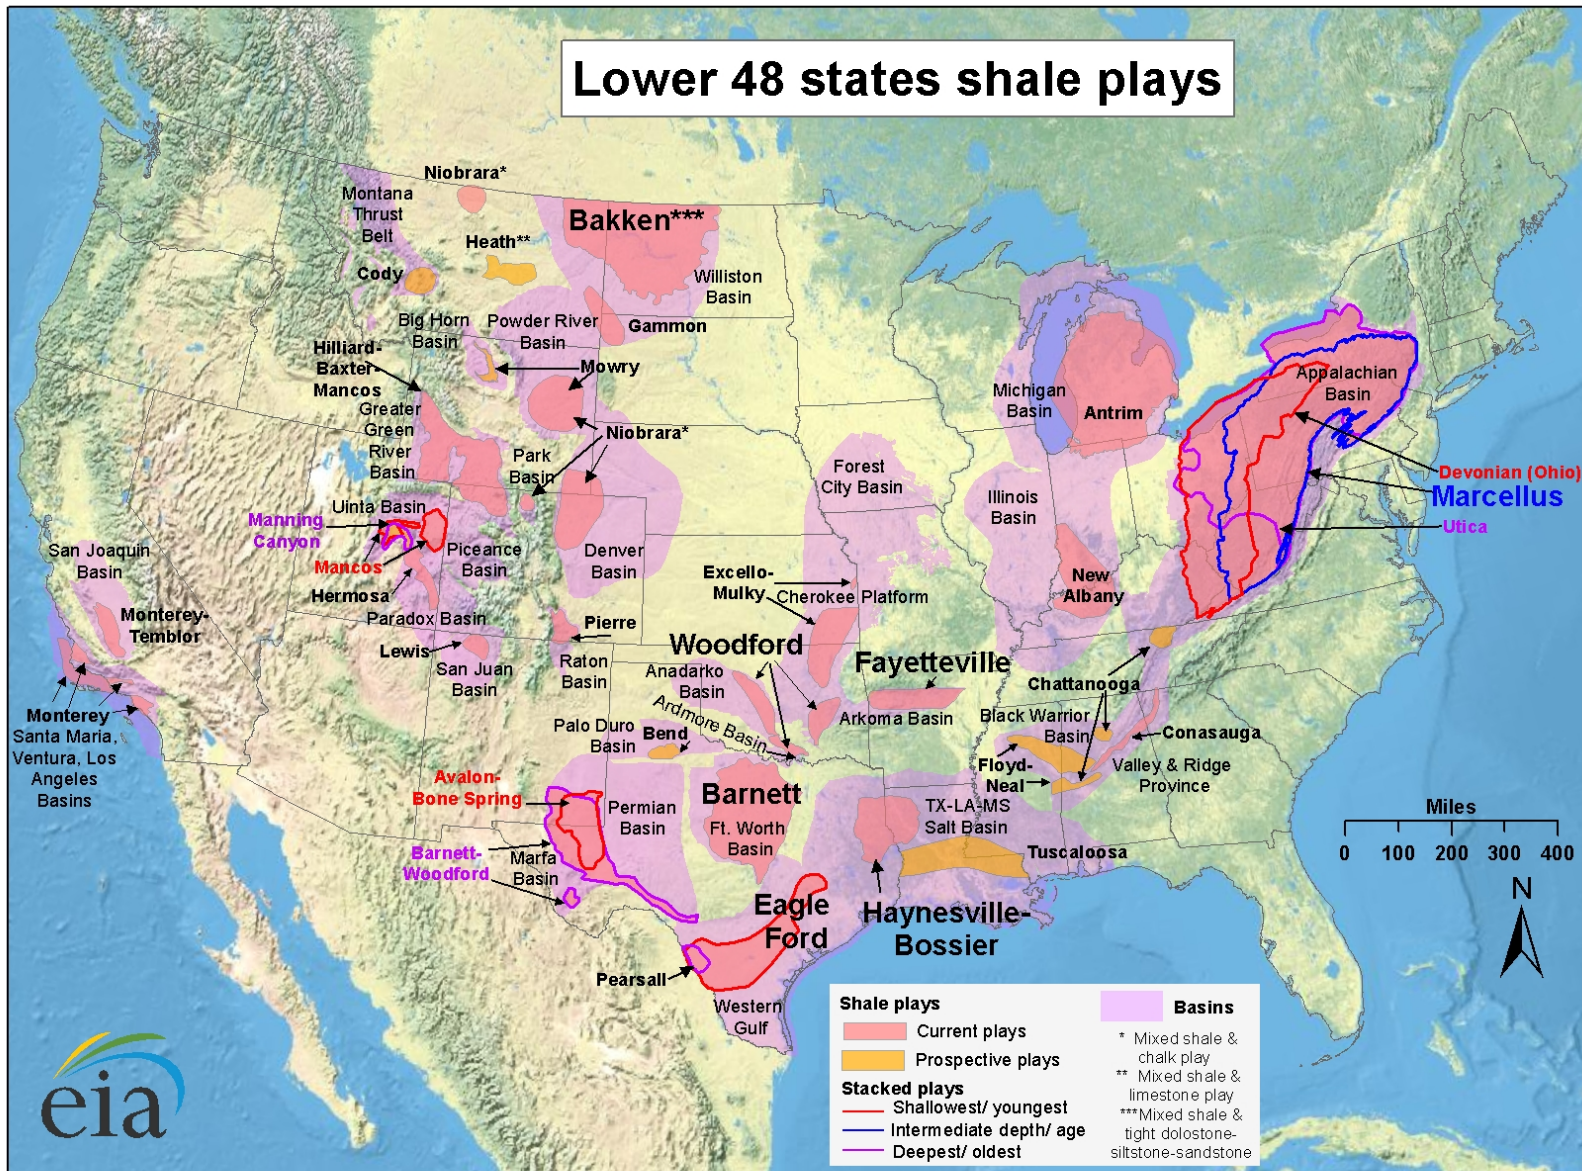 Lower 48 states shale plays
Niobrara*
Montana
Thrust
Belt
Bakken***
Heath**
Cody
Williston
Basin
Big Horn
Basin
Powder River
Basin
Gammon
Hilliard-
Baxter-
Mancos
Mowry
Greater
Green
River
Basin
Niobrara*
Park
Basin
Michigan
Basin
Antrim
Appalachian
Basin
Forest
City Basin
Illinois
Basin
Devonian (Ohio)
Marcellus
Utica
Uinta Basin
Manning
Canyon
Mancos
Piceance
Basin
Denver
Basin
San Joaquin
Basin
Hermosa
Paradox Basin
Excello-
Mulky
Cherokee Platform
New
Albany
Monterey-
Temblor
Pierre
Lewis
San Juan
Basin
Raton
Basin
Woodford
Anadarko
Basin
Fayetteville
Arkoma Basin
Chattanooga
Monterey
Santa Maria,
Ventura, Los
Angeles
Basins
Palo Duro
Basin
Bend
Ardmore Basin
Black Warrior
Basin
Conasauga
Floyd-
Neal
Valley & Ridge
Province
Avalon-
Bone Spring
Permian
Basin
Barnett
Ft. Worth
Basin
TX-LA-MS
Salt Basin
Tuscaloosa
Barnett-
Woodford
Marfa
Basin
Eagle
Ford
Haynesville-
Bossier
Pearsall
Western
Gulf
Miles
0 100 200 300 400
N
Shale plays
Current plays
Prospective plays
Stacked plays
Shallowest/ youngest
Intermediate depth/ age
Deepest/ oldest
Basins
* Mixed shale &
chalk play
** Mixed shale &
limestone play
***Mixed shale &
tight dolostone-
siltstone-sandstone
eia